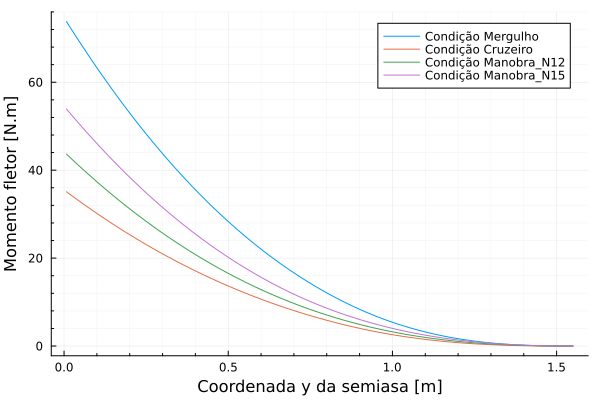 Condição Mergulho
Condição Cruzeiro
Condição Manobra_N12
Condição Manobra_N15
Momento fletor [N.m]
60
40
20
0
0.0 0.5 1.0 1.5
Coordenada y da semiasa [m]